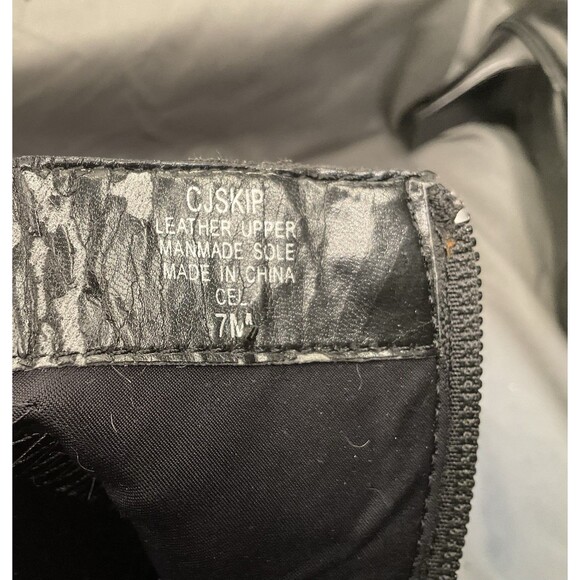 CJSKIP
LEATHER UPPER
MANMADE SOLE
MADE IN CHINA
CEL
7M